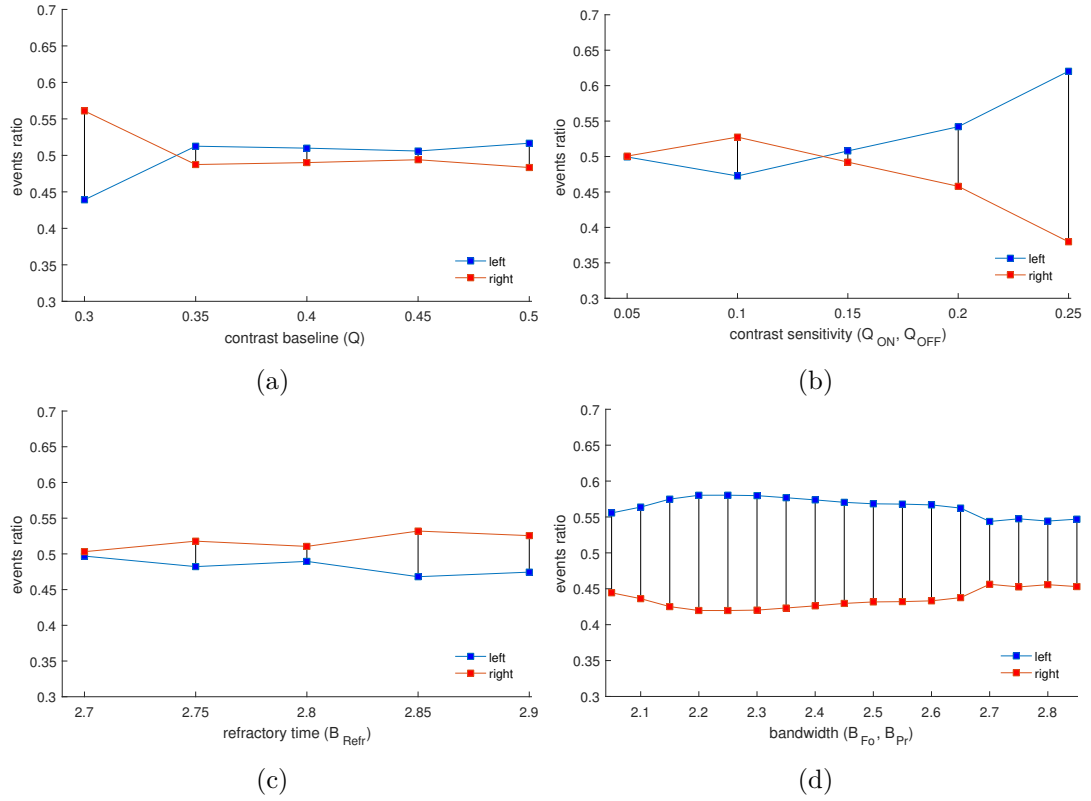 0.7
0.65
0.6
0.55
0.5
0.45
0.4
0.35
0.3
events ratio
left
right
0.3 0.35 0.4 0.45 0.5
contrast baseline (Q)
(a)
0.7
0.65
0.6
0.55
0.5
0.45
0.4
0.35
0.3
events ratio
left
right
0.05 0.1 0.15 0.2 0.25
contrast sensitivity (Q ON, Q OFF)
(b)
0.7
0.65
0.6
0.55
0.5
0.45
0.4
0.35
0.3
events ratio
left
right
2.7 2.75 2.8 2.85 2.9
refractory time (B Refr)
(c)
0.7
0.65
0.6
0.55
0.5
0.45
0.4
0.35
0.3
events ratio
left
right
2.1 2.2 2.3 2.4 2.5 2.6 2.7 2.8
bandwidth (B Fo, B Pr)
(d)